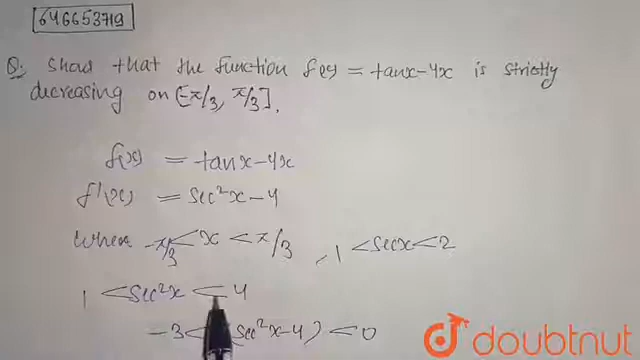 646653719
Q: Show that the function f(x) = tanx-4x is strictly
decreasing on [-π/3, π/3].
f(x) = tanx-4x
f'(x) = sec²x-4
When -π/3 < x < π/3 , 1 < secx < 2
1 < sec²x < 4
-3 < (sec²x-4) < 0
doubtnut